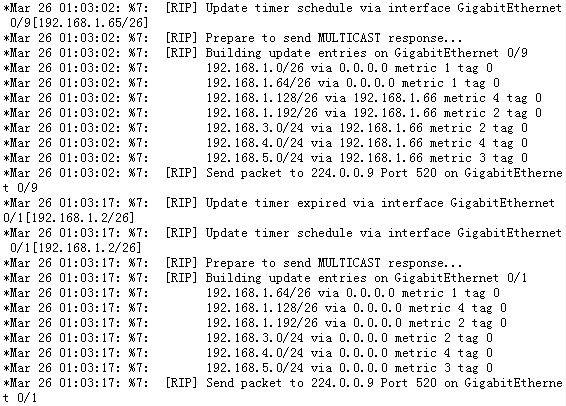 *Mar 26 01:03:02: %7:  [RIP] Update timer schedule via interface GigabitEthernet
 0/9[192.168.1.65/26]
*Mar 26 01:03:02: %7:  [RIP] Prepare to send MULTICAST response...
*Mar 26 01:03:02: %7:  [RIP] Building update entries on GigabitEthernet 0/9
*Mar 26 01:03:02: %7:        192.168.1.0/26 via 0.0.0.0 metric 1 tag 0
*Mar 26 01:03:02: %7:        192.168.1.64/26 via 0.0.0.0 metric 1 tag 0
*Mar 26 01:03:02: %7:        192.168.1.128/26 via 192.168.1.66 metric 4 tag 0
*Mar 26 01:03:02: %7:        192.168.1.192/26 via 192.168.1.66 metric 2 tag 0
*Mar 26 01:03:02: %7:        192.168.3.0/24 via 192.168.1.66 metric 2 tag 0
*Mar 26 01:03:02: %7:        192.168.4.0/24 via 192.168.1.66 metric 4 tag 0
*Mar 26 01:03:02: %7:        192.168.5.0/24 via 192.168.1.66 metric 3 tag 0
*Mar 26 01:03:02: %7:  [RIP] Send packet to 224.0.0.9 Port 520 on GigabitEtherne
t 0/9
*Mar 26 01:03:17: %7:  [RIP] Update timer expired via interface GigabitEthernet 
0/1[192.168.1.2/26]
*Mar 26 01:03:17: %7:  [RIP] Update timer schedule via interface GigabitEthernet
 0/1[192.168.1.2/26]
*Mar 26 01:03:17: %7:  [RIP] Prepare to send MULTICAST response...
*Mar 26 01:03:17: %7:  [RIP] Building update entries on GigabitEthernet 0/1
*Mar 26 01:03:17: %7:        192.168.1.64/26 via 0.0.0.0 metric 1 tag 0
*Mar 26 01:03:17: %7:        192.168.1.128/26 via 0.0.0.0 metric 4 tag 0
*Mar 26 01:03:17: %7:        192.168.1.192/26 via 0.0.0.0 metric 2 tag 0
*Mar 26 01:03:17: %7:        192.168.3.0/24 via 0.0.0.0 metric 2 tag 0
*Mar 26 01:03:17: %7:        192.168.4.0/24 via 0.0.0.0 metric 4 tag 0
*Mar 26 01:03:17: %7:        192.168.5.0/24 via 0.0.0.0 metric 3 tag 0
*Mar 26 01:03:17: %7:  [RIP] Send packet to 224.0.0.9 Port 520 on GigabitEtherne
t 0/1